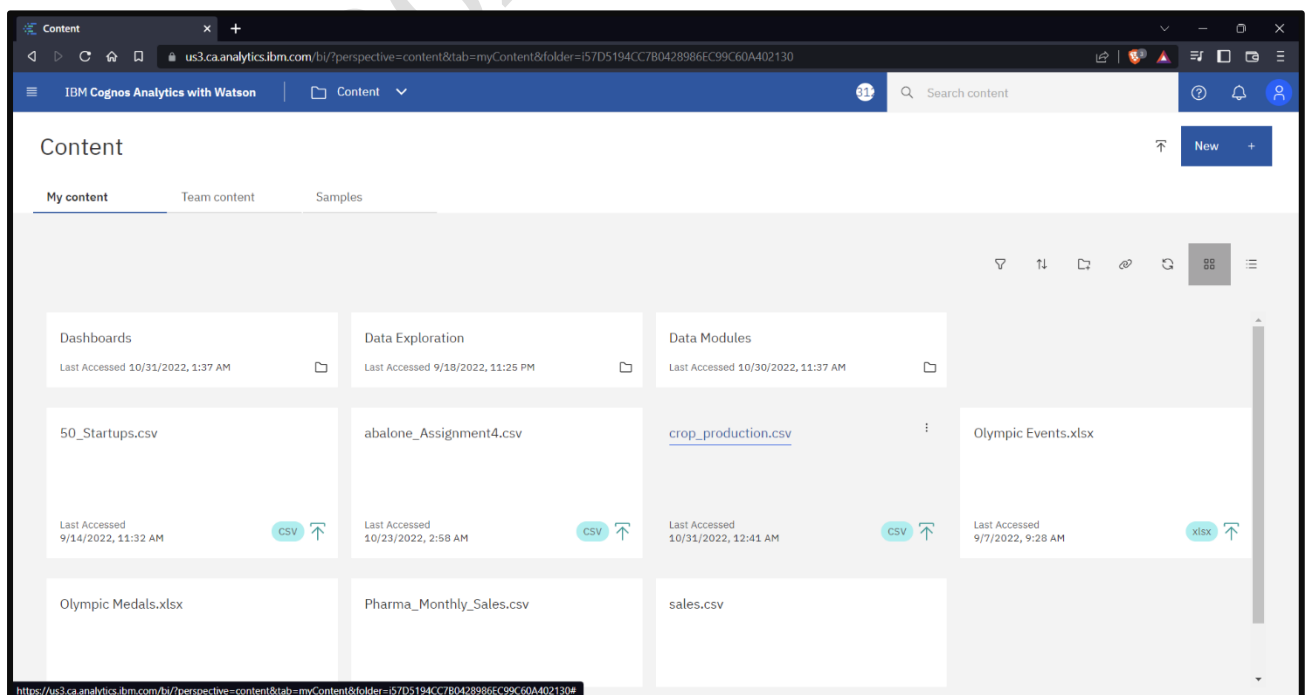 Content
us3.ca.analytics.ibm.com/bi/?perspective=content&tab=myContent&folder=i57D5194CC7B0428986EC99C60A402130
IBM Cognos Analytics with Watson
Content
Search content
Content
New +
My content
Team content
Samples
Dashboards
Last Accessed 10/31/2022, 1:37 AM
Data Exploration
Last Accessed 9/18/2022, 11:25 PM
Data Modules
Last Accessed 10/30/2022, 11:37 AM
50_Startups.csv
Last Accessed
9/14/2022, 11:32 AM
CSV
abalone_Assignment4.csv
Last Accessed
10/23/2022, 2:58 AM
CSV
crop_production.csv
Last Accessed
10/31/2022, 12:41 AM
CSV
Olympic Events.xlsx
Last Accessed
9/7/2022, 9:28 AM
xlsx
Olympic Medals.xlsx
Pharma_Monthly_Sales.csv
sales.csv
https://us3.ca.analytics.ibm.com/bi/?perspective=content&tab=myContent&folder=i57D5194CC7B0428986EC99C60A402130#